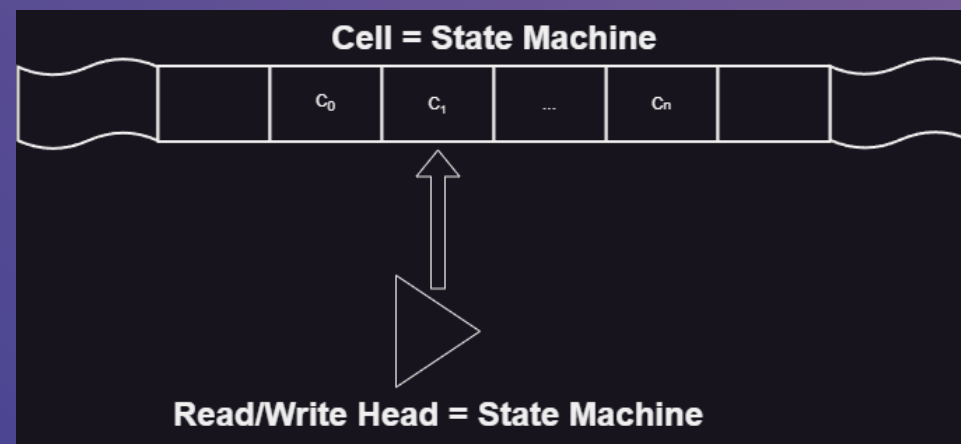 Cell = State Machine
C₀ C₁ ... Cn
Read/Write Head = State Machine